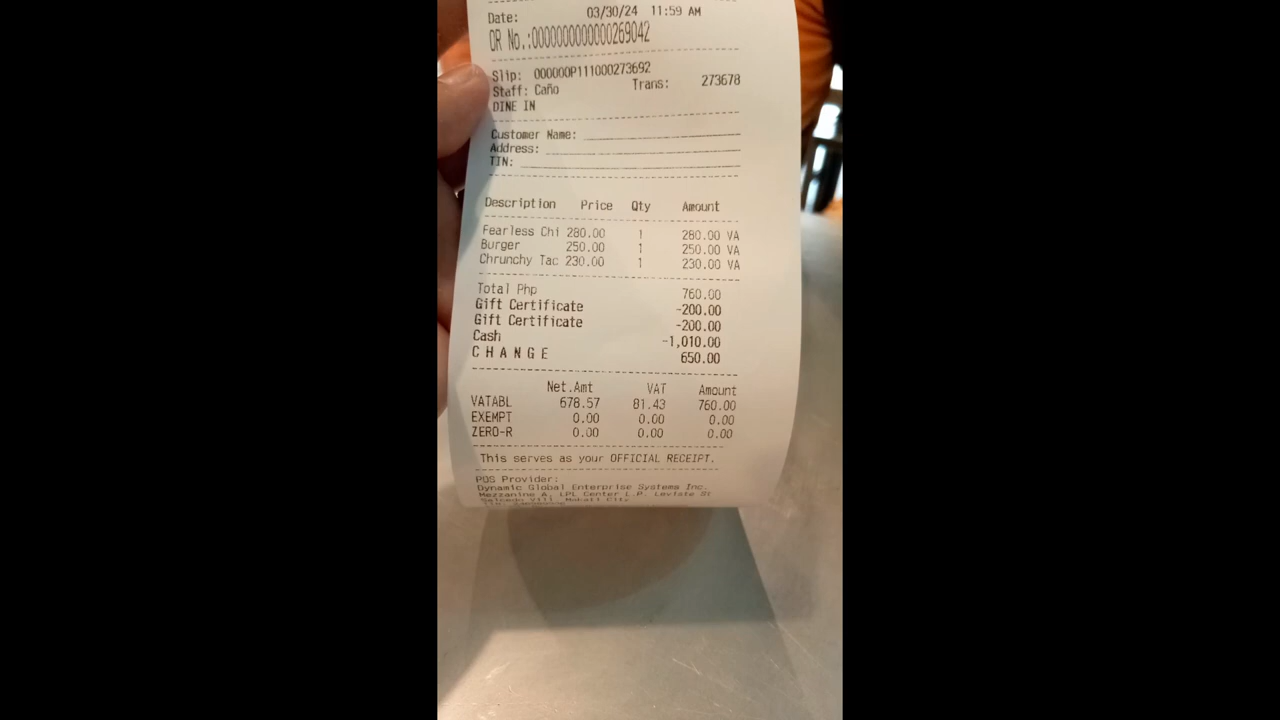 Date: 03/30/24 11:59 AM
OR No.:0000000000000269042
Slip: 000000P111000273692
Staff: Caño Trans: 273678
DINE IN
Customer Name:
Address:
TIN:
Description Price Qty Amount
Fearless Chi 280.00 1 280.00 VA
Burger 250.00 1 250.00 VA
Chrunchy Tac 230.00 1 230.00 VA
Total Php 760.00
Gift Certificate -200.00
Gift Certificate -200.00
Cash -1,010.00
CHANGE 650.00
Net.Amt VAT Amount
VATABL 678.57 81.43 760.00
EXEMPT 0.00 0.00 0.00
ZERO-R 0.00 0.00 0.00
This serves as your OFFICIAL RECEIPT.
POS Provider:
Dynamic Global Enterprise Systems Inc.
Mezzanine A, LPL Center L.P. Leviste St
Salcedo Vill Makati City